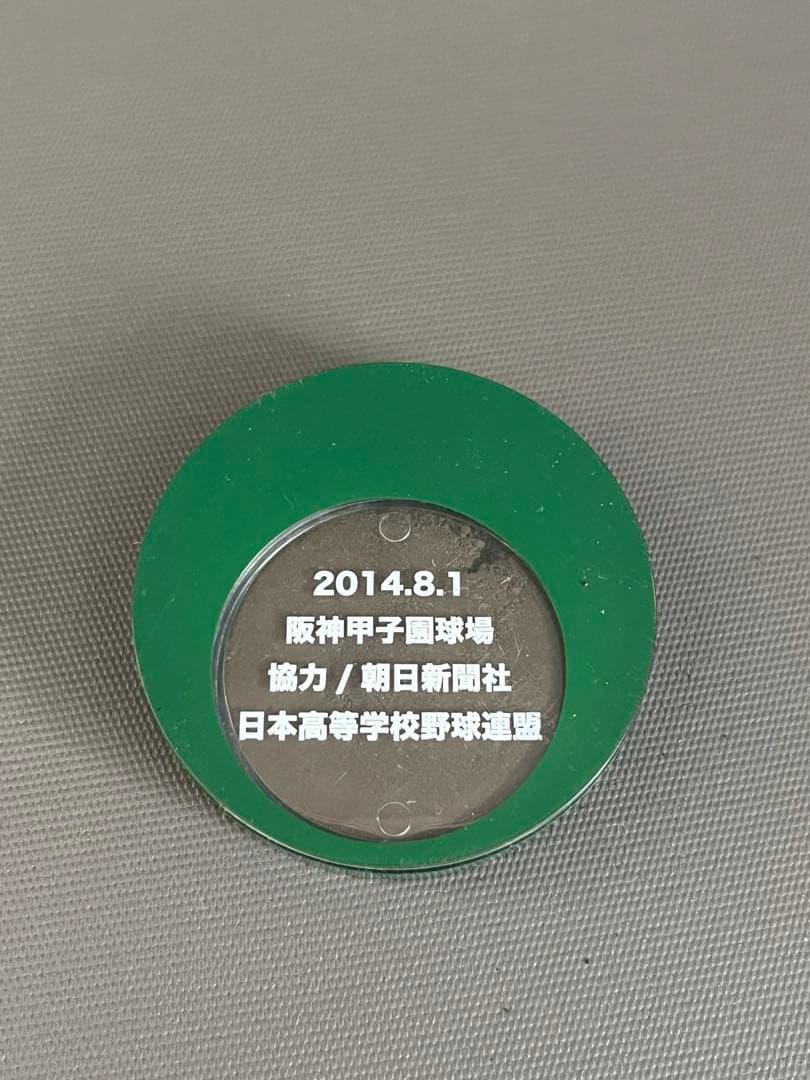 2014.8.1
阪神甲子園球場
協力/朝日新聞社
日本高等学校野球連盟